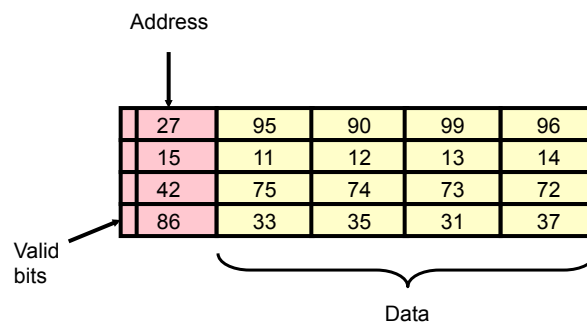 Address
27 95 90 99 96
15 11 12 13 14
42 75 74 73 72
86 33 35 31 37
Valid
bits
Data